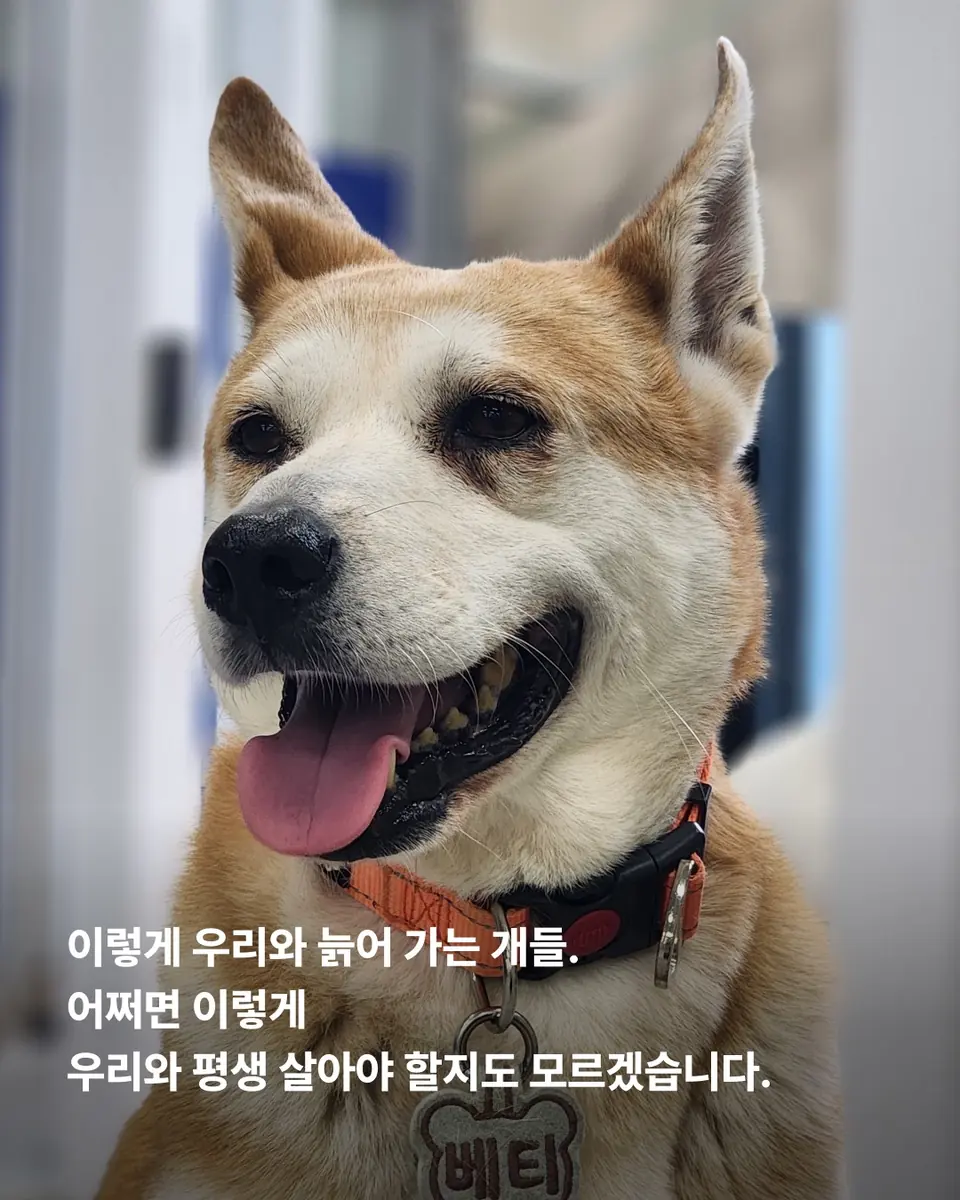 이렇게 우리와 늙어 가는 개들.
어쩌면 이렇게
우리와 평생 살아야 할지도 모르겠습니다.
베티